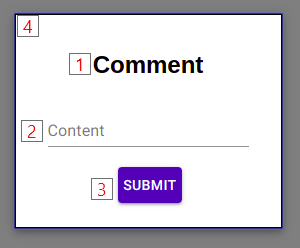 4
1 Comment
2 Content
3 SUBMIT